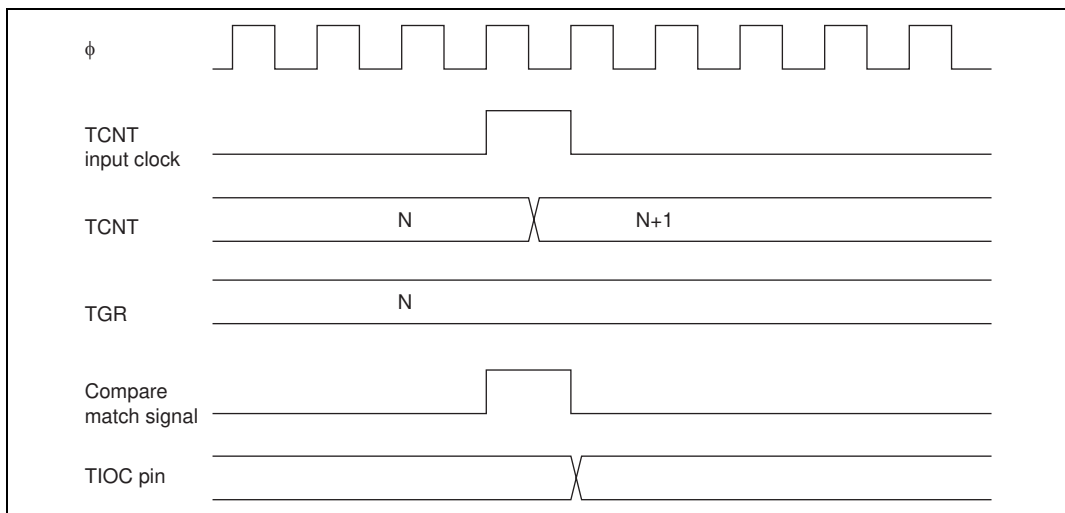 ϕ
TCNT
input clock
TCNT
N
N+1
TGR
N
Compare
match signal
TIOC pin